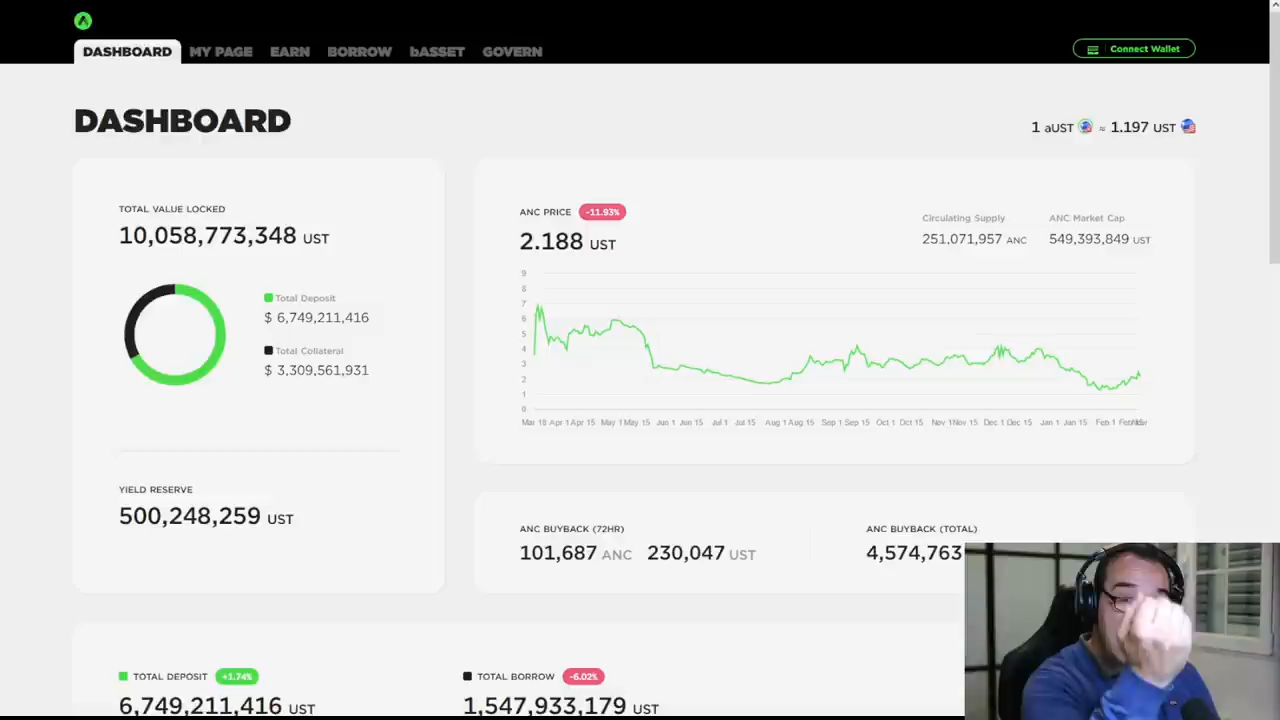 DASHBOARD MY PAGE EARN BORROW bASSET GOVERN
Connect Wallet
DASHBOARD
1 aUST ≈ 1.197 UST
TOTAL VALUE LOCKED
10,058,773,348 UST
Total Deposit
$ 6,749,211,416
Total Collateral
$ 3,309,561,931
YIELD RESERVE
500,248,259 UST
ANC PRICE -11.93%
2.188 UST
Circulating Supply
251,071,957 ANC
ANC Market Cap
549,393,849 UST
9
8
7
6
5
4
3
2
1
0
Mar 18 Apr 1 Apr 15 May 1 May 15 Jun 1 Jun 15 Jul 1 Jul 15 Aug 1 Aug 15 Sep 1 Sep 15 Oct 1 Oct 15 Nov 1 Nov 15 Dec 1 Dec 15 Jan 1 Jan 15 Feb 1
ANC BUYBACK (72HR)
101,687 ANC 230,047 UST
ANC BUYBACK (TOTAL)
4,574,763
TOTAL DEPOSIT +1.74%
6,749,211,416 UST
TOTAL BORROW -6.02%
1,547,933,179 UST